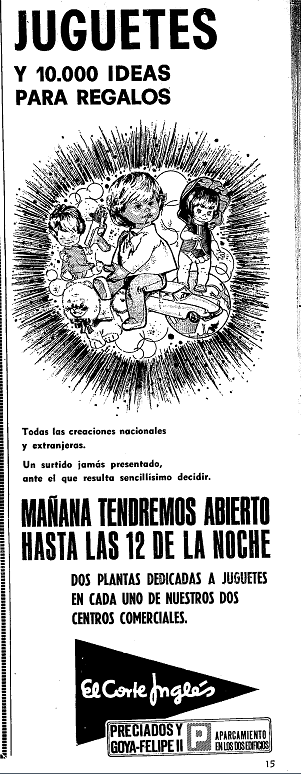 JUGUETES
Y 10.000 IDEAS
PARA REGALOS
Todas las creaciones nacionales
y extranjeras.
Un surtido jamás presentado,
ante el que resulta sencillísimo decidir.
MAÑANA TENDREMOS ABIERTO
HASTA LAS 12 DE LA NOCHE
DOS PLANTAS DEDICADAS A JUGUETES
EN CADA UNO DE NUESTROS DOS
CENTROS COMERCIALES.
El Corte Inglés
PRECIADOS Y
GOYA-FELIPE II
P
APARCAMIENTO
EN LOS DOS EDIFICIOS
15